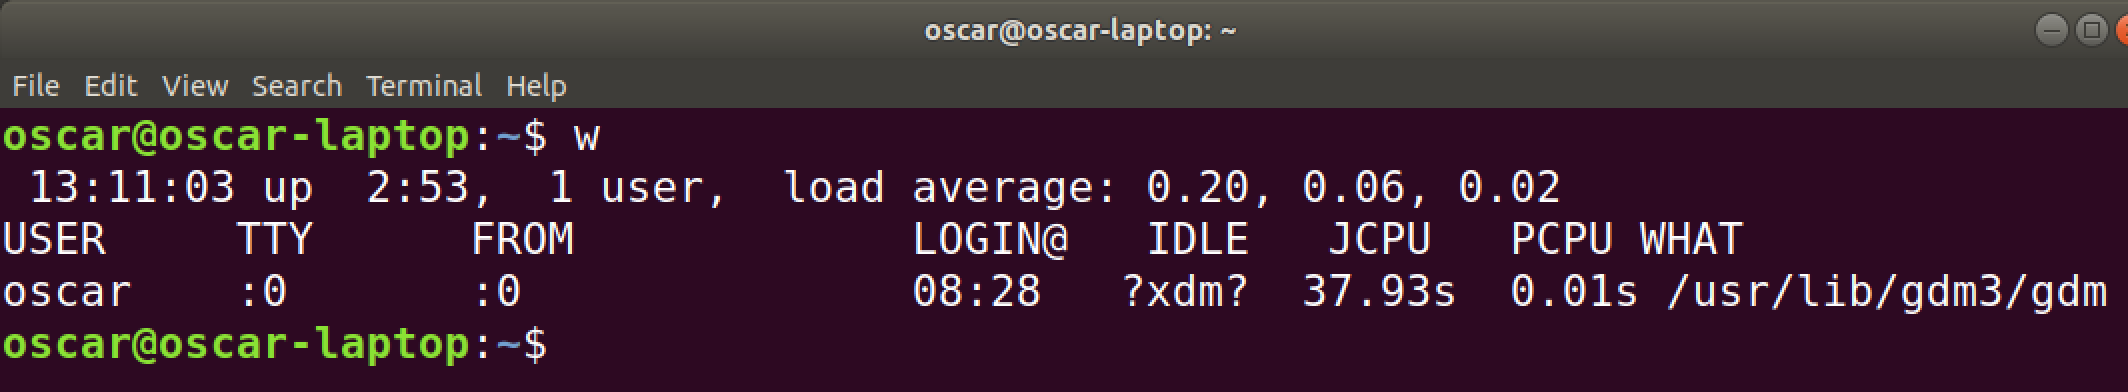 oscar@oscar-laptop: ~
File Edit View Search Terminal Help
oscar@oscar-laptop:~$ w
 13:11:03 up  2:53,  1 user,  load average: 0.20, 0.06, 0.02
USER     TTY      FROM             LOGIN@   IDLE   JCPU   PCPU WHAT
oscar    :0       :0               08:28   ?xdm?  37.93s  0.01s /usr/lib/gdm3/gdm
oscar@oscar-laptop:~$